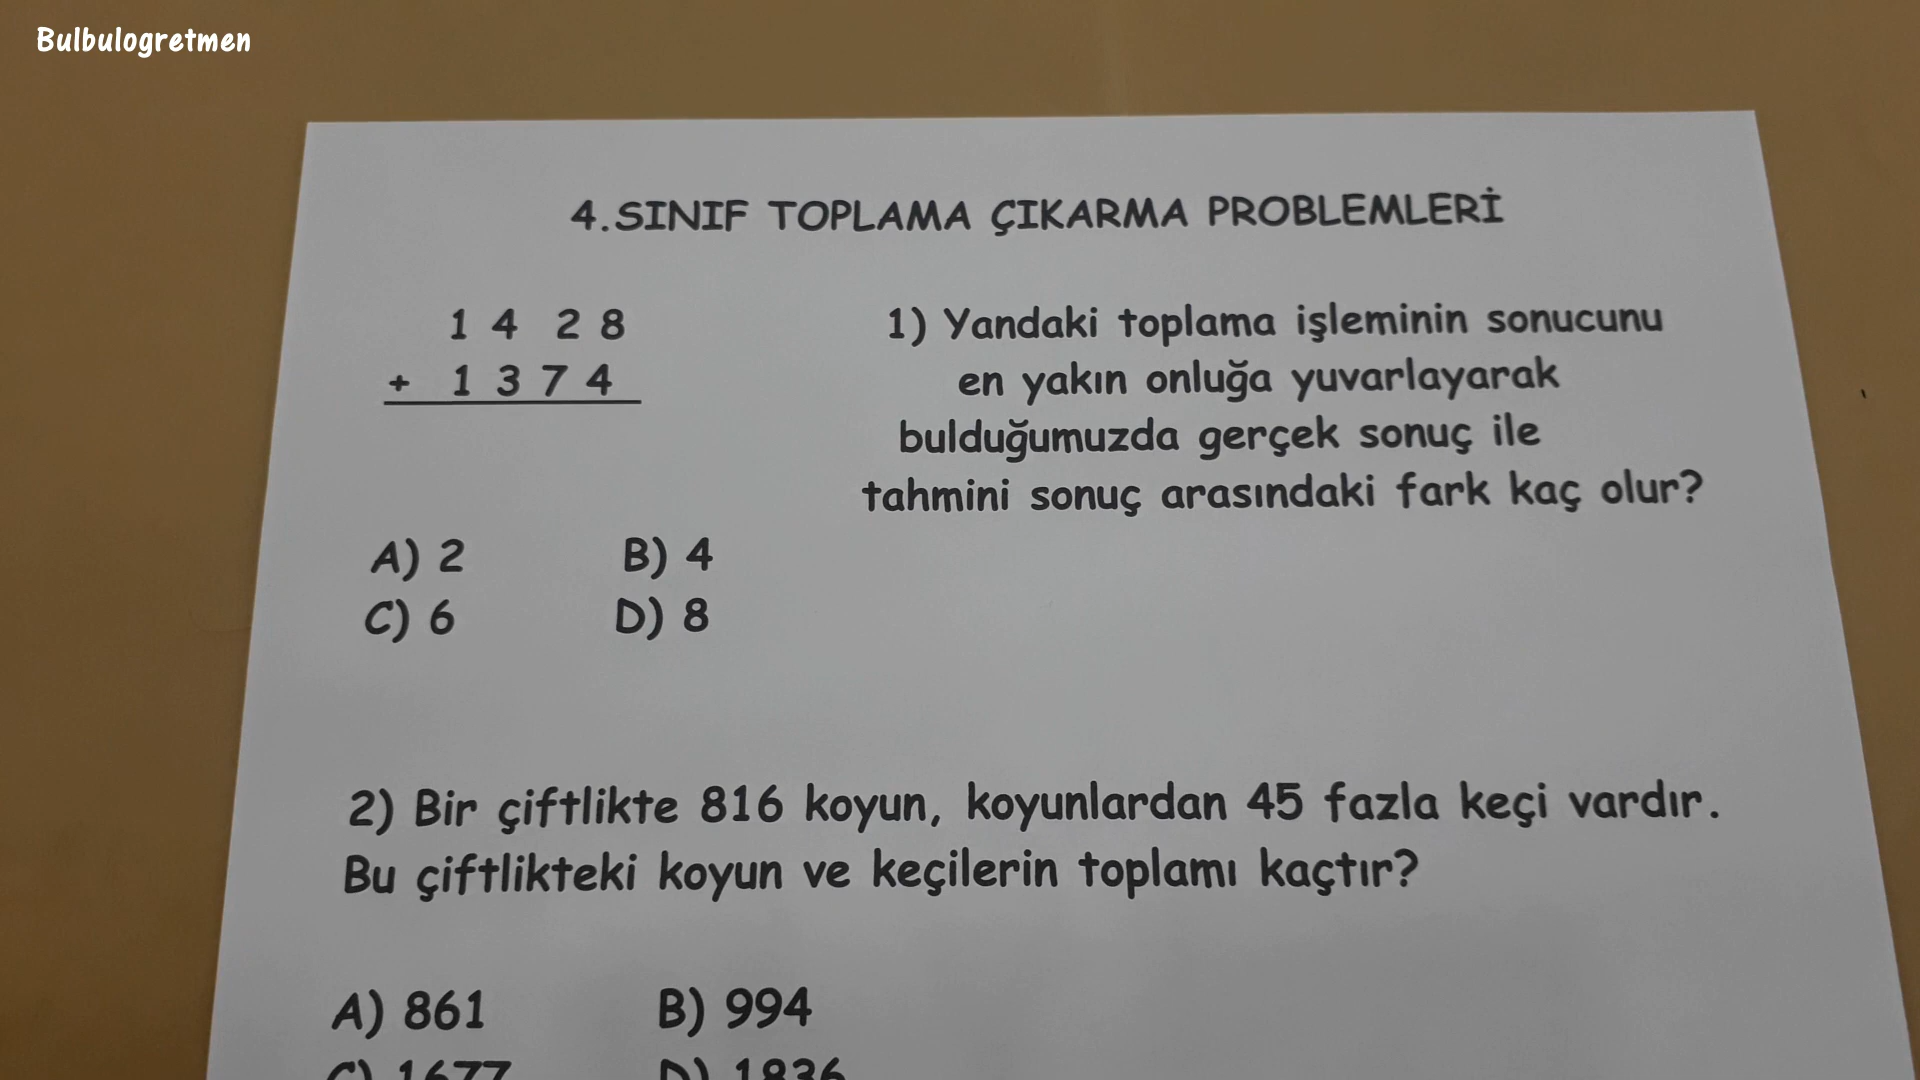 Bulbulogretmen
4.SINIF TOPLAMA ÇIKARMA PROBLEMLERİ
1 4 2 8
+ 1 3 7 4
1) Yandaki toplama işleminin sonucunu
en yakın onluğa yuvarlayarak
bulduğumuzda gerçek sonuç ile
tahmini sonuç arasındaki fark kaç olur?
A) 2 B) 4
C) 6 D) 8
2) Bir çiftlikte 816 koyun, koyunlardan 45 fazla keçi vardır.
Bu çiftlikteki koyun ve keçilerin toplamı kaçtır?
A) 861 B) 994
C) 1677 D) 1836